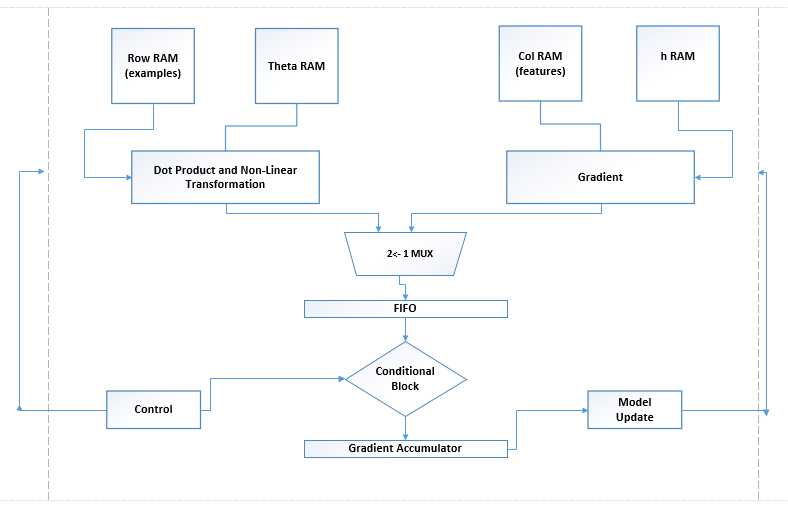 Row RAM
(examples)
Theta RAM
Col RAM
(features)
h RAM
Dot Product and Non-Linear
Transformation
Gradient
2<- 1 MUX
FIFO
Conditional
Block
Control
Model
Update
Gradient Accumulator